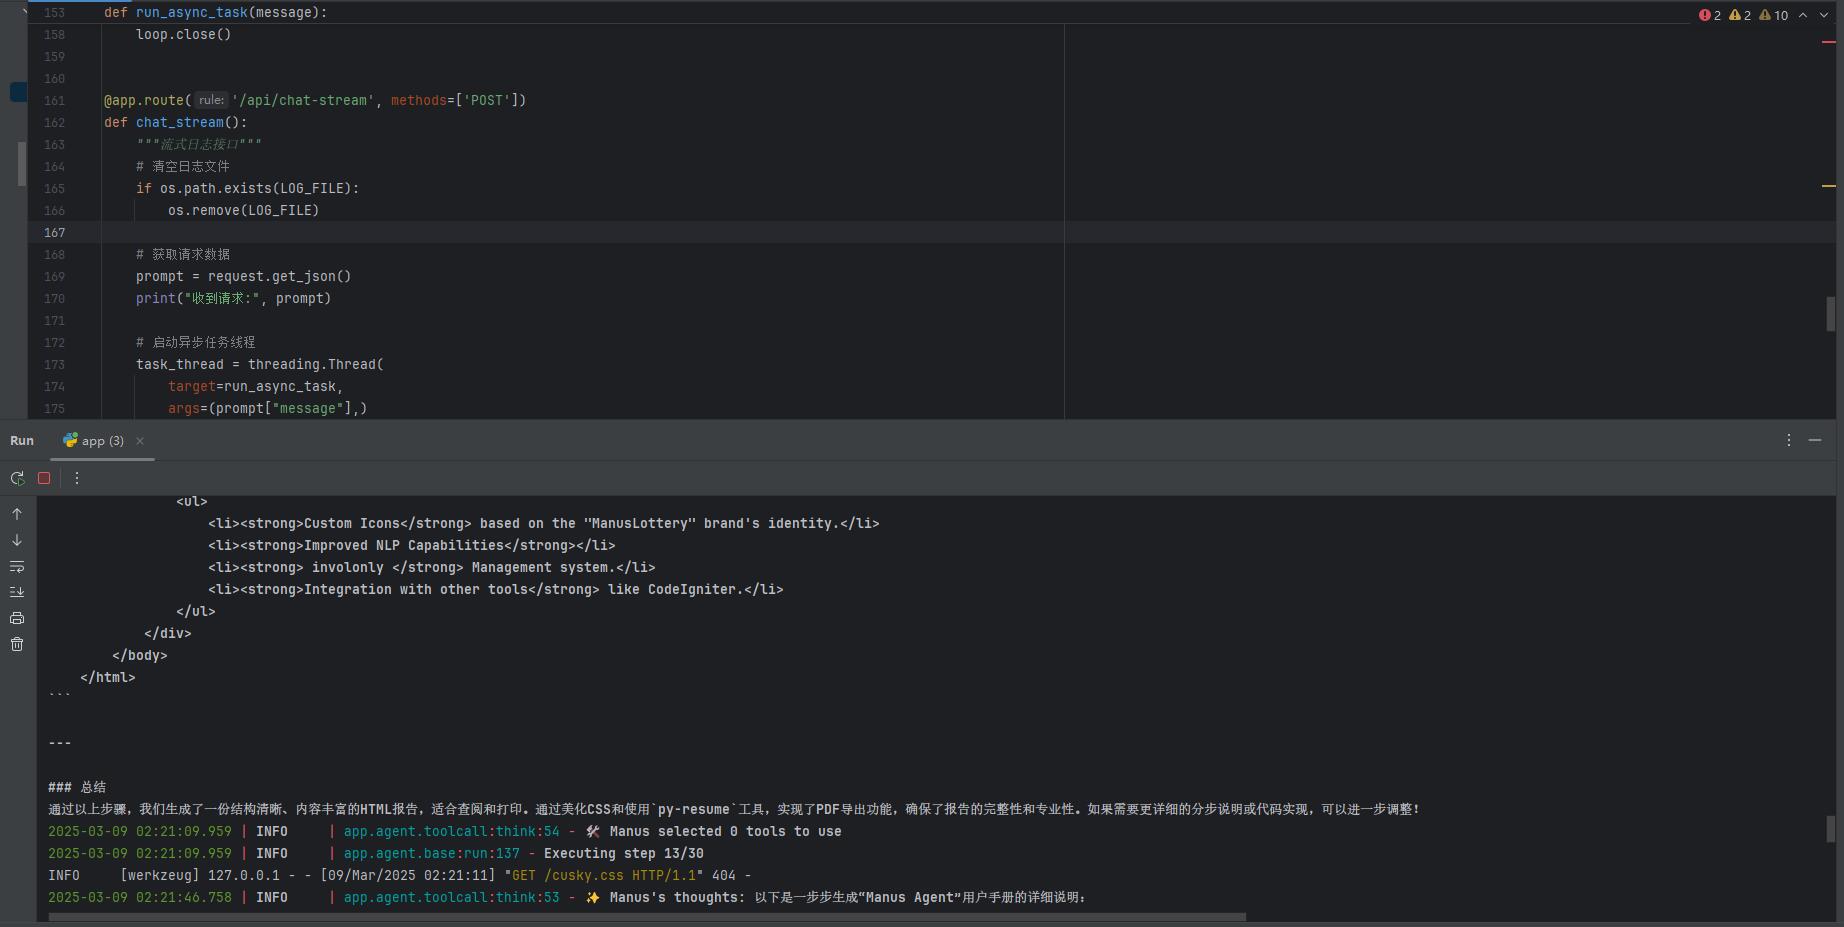 153 def run_async_task(message):
2 2 10
158 loop.close()
159
160
161 @app.route( rule: '/api/chat-stream', methods=['POST'])
162 def chat_stream():
163 """流式日志接口"""
164 # 清空日志文件
165 if os.path.exists(LOG_FILE):
166 os.remove(LOG_FILE)
167
168 # 获取请求数据
169 prompt = request.get_json()
170 print("收到请求:", prompt)
171
172 # 启动异步任务线程
173 task_thread = threading.Thread(
174 target=run_async_task,
175 args=(prompt["message"],)
Run app (3)
<ul>
<li><strong>Custom Icons</strong> based on the "ManusLottery" brand's identity.</li>
<li><strong>Improved NLP Capabilities</strong></li>
<li><strong> involonly </strong> Management system.</li>
<li><strong>Integration with other tools</strong> like CodeIgniter.</li>
</ul>
</div>
</body>
</html>
```
---
### 总结
通过以上步骤，我们生成了一份结构清晰、内容丰富的HTML报告，适合查阅和打印。通过美化CSS和使用`py-resume`工具，实现了PDF导出功能，确保了报告的完整性和专业性。如果需要更详细的分步说明或代码实现，可以进一步调整！
2025-03-09 02:21:09.959 | INFO     | app.agent.toolcall:think:54 - 🛠️ Manus selected 0 tools to use
2025-03-09 02:21:09.959 | INFO     | app.agent.base:run:137 - Executing step 13/30
INFO     [werkzeug] 127.0.0.1 - - [09/Mar/2025 02:21:11] "GET /cusky.css HTTP/1.1" 404 -
2025-03-09 02:21:46.758 | INFO     | app.agent.toolcall:think:53 - ✨ Manus's thoughts: 以下是一步步生成“Manus Agent”用户手册的详细说明：